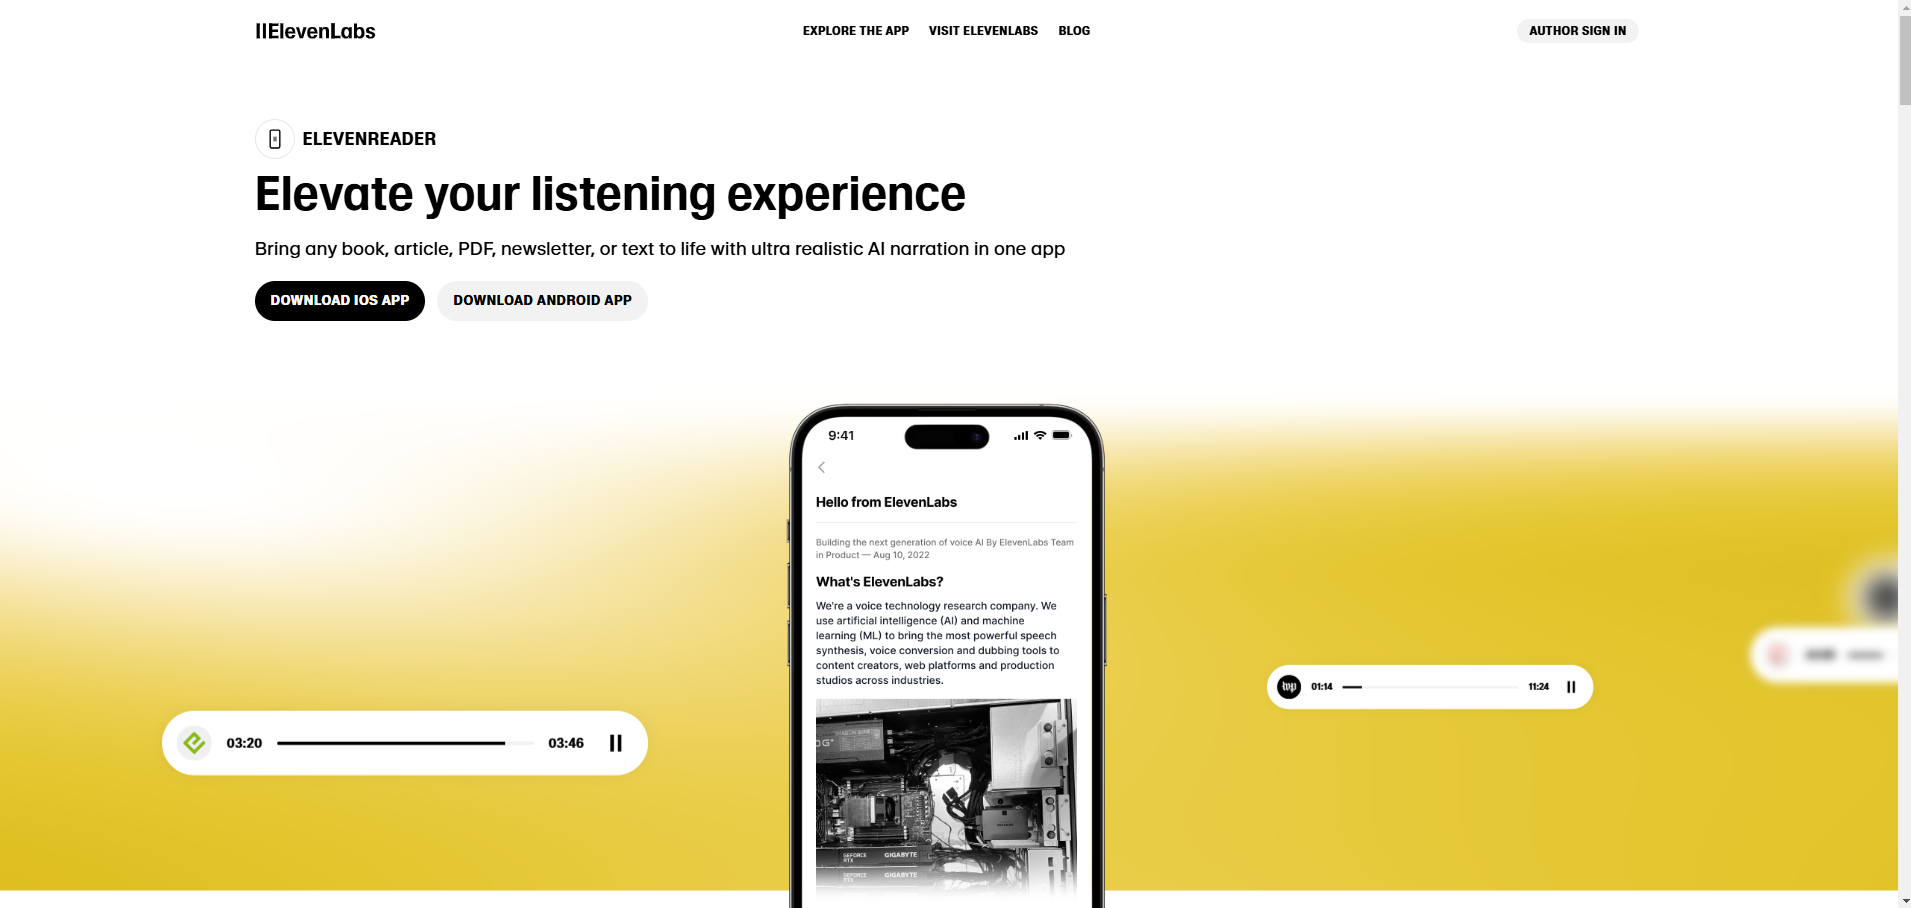 IIElevenLabs
EXPLORE THE APP
VISIT ELEVENLABS
BLOG
AUTHOR SIGN IN
ELEVENREADER
Elevate your listening experience
Bring any book, article, PDF, newsletter, or text to life with ultra realistic AI narration in one app
DOWNLOAD IOS APP
DOWNLOAD ANDROID APP
9:41
Hello from ElevenLabs
Building the next generation of voice AI By ElevenLabs Team
in Product — Aug 10, 2022
What's ElevenLabs?
We're a voice technology research company. We
use artificial intelligence (AI) and machine
learning (ML) to bring the most powerful speech
synthesis, voice conversion and dubbing tools to
content creators, web platforms and production
studios across industries.
03:20
03:46
wp
01:14
11:24
GEFORCE
RTX
GIGABYTE
GEFORCE
RTX
GIGABYTE